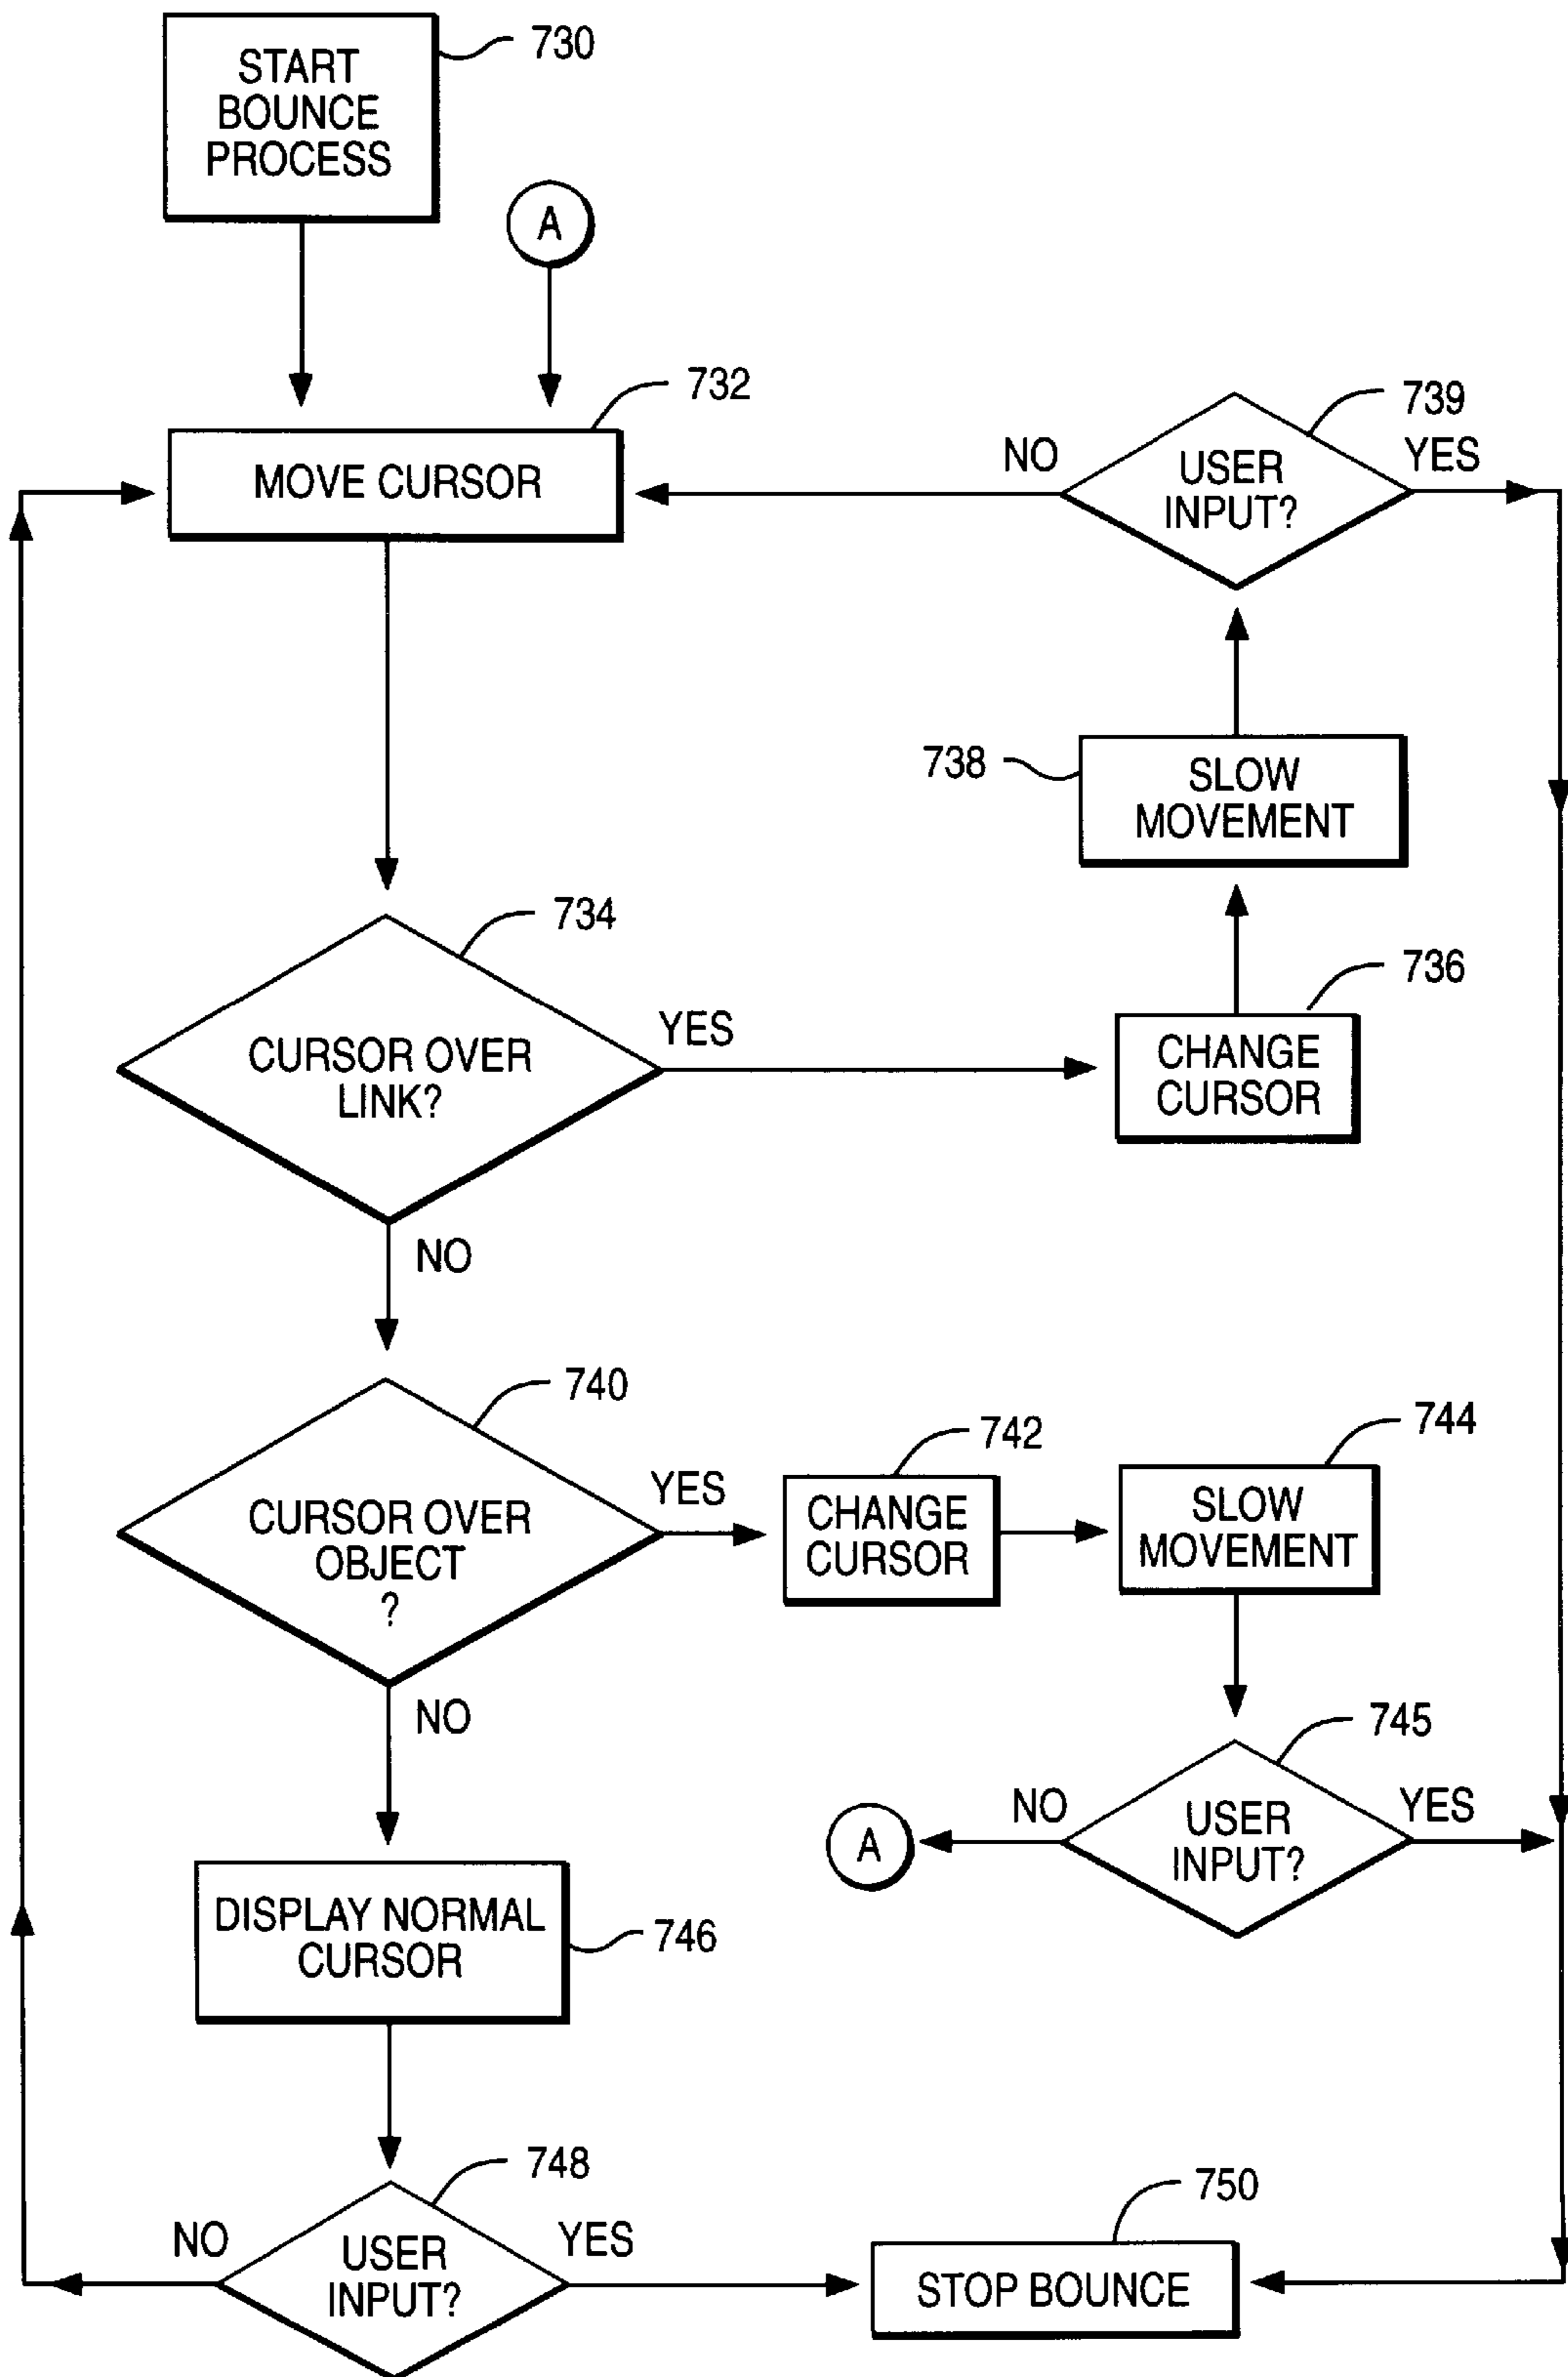 START
BOUNCE
PROCESS
730
A
732
MOVE CURSOR
739
NO
USER
INPUT?
YES
738
SLOW
MOVEMENT
734
CURSOR OVER
LINK?
YES
736
CHANGE
CURSOR
NO
740
CURSOR OVER
OBJECT
?
YES
742
CHANGE
CURSOR
744
SLOW
MOVEMENT
NO
745
A
NO
USER
INPUT?
YES
DISPLAY NORMAL
CURSOR
746
748
NO
USER
INPUT?
YES
750
STOP BOUNCE